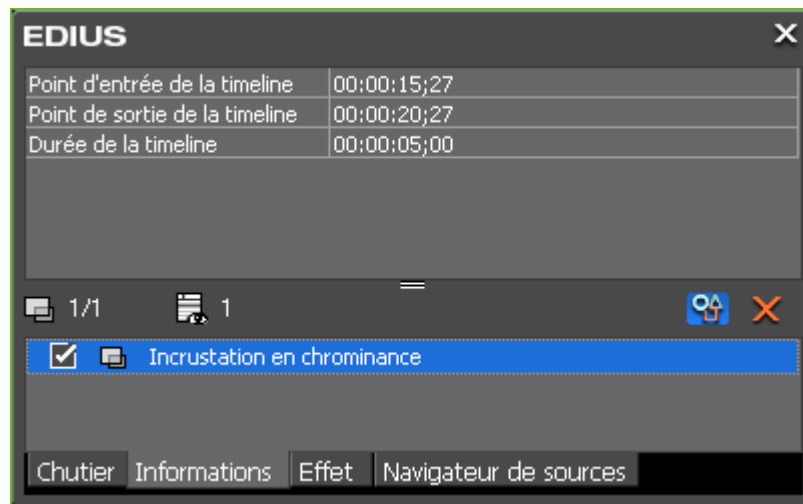 EDIUS
Point d'entrée de la timeline 00:00:15;27
Point de sortie de la timeline 00:00:20;27
Durée de la timeline 00:00:05;00
1/1 1
Incrustation en chrominance
Chutier Informations Effet Navigateur de sources